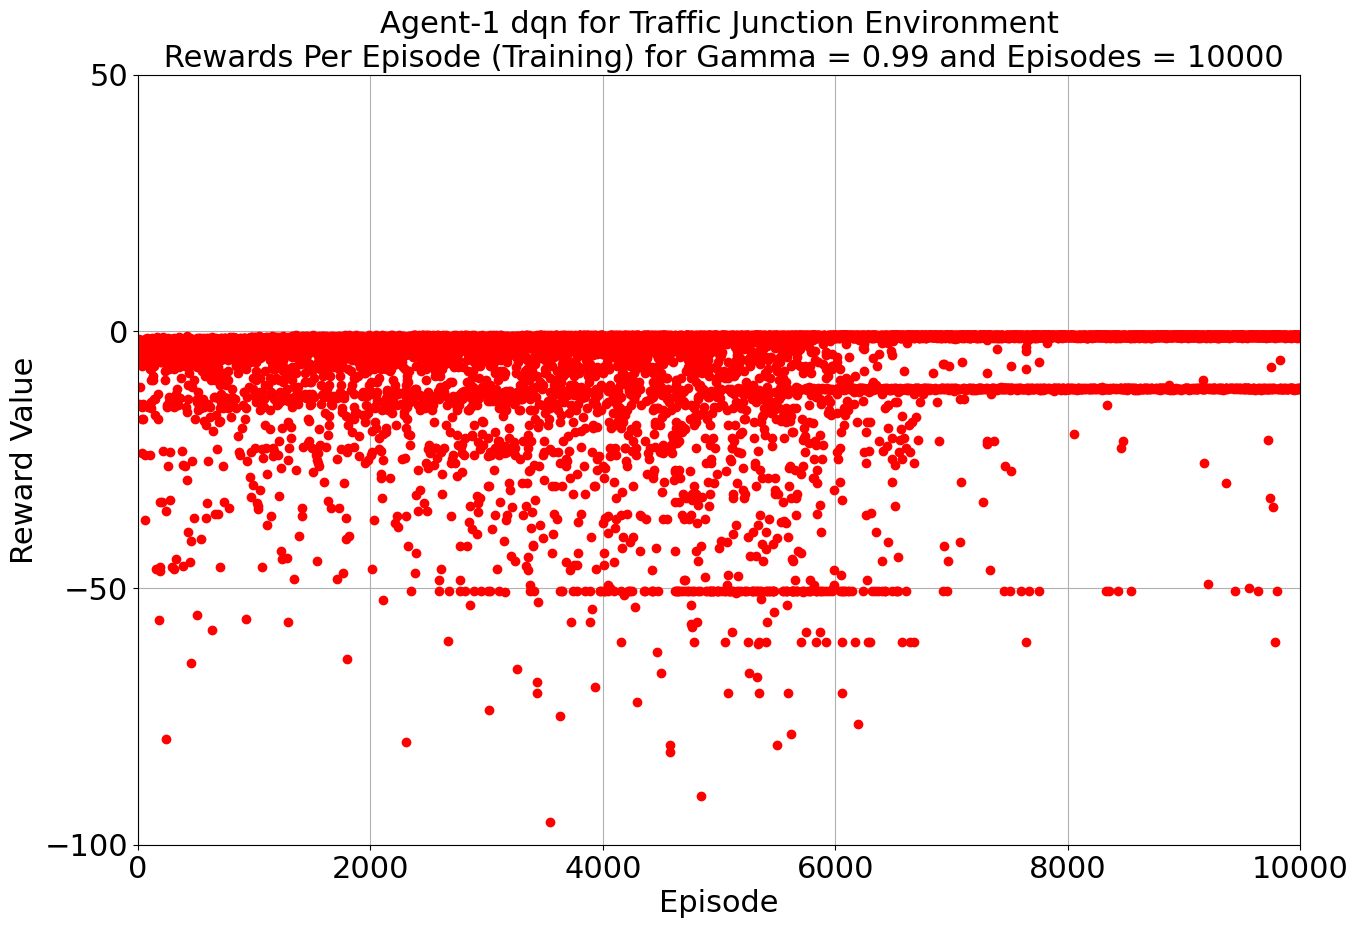 Agent-1 dqn for Traffic Junction Environment
Rewards Per Episode (Training) for Gamma = 0.99 and Episodes = 10000
50
0
−50
−100
Reward Value
0 2000 4000 6000 8000 10000
Episode